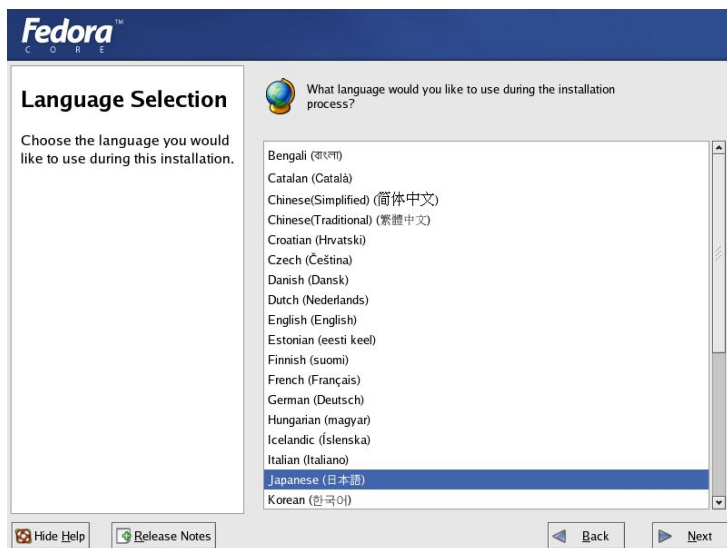 Fedora™
CORE
Language Selection
Choose the language you would
like to use during this installation.
What language would you like to use during the installation
process?
Bengali (বাংলা)
Catalan (Català)
Chinese(Simplified) (简体中文)
Chinese(Traditional) (繁體中文)
Croatian (Hrvatski)
Czech (Čeština)
Danish (Dansk)
Dutch (Nederlands)
English (English)
Estonian (eesti keel)
Finnish (suomi)
French (Français)
German (Deutsch)
Hungarian (magyar)
Icelandic (Íslenska)
Italian (Italiano)
Japanese (日本語)
Korean (한국어)
Hide Help
Release Notes
Back
Next